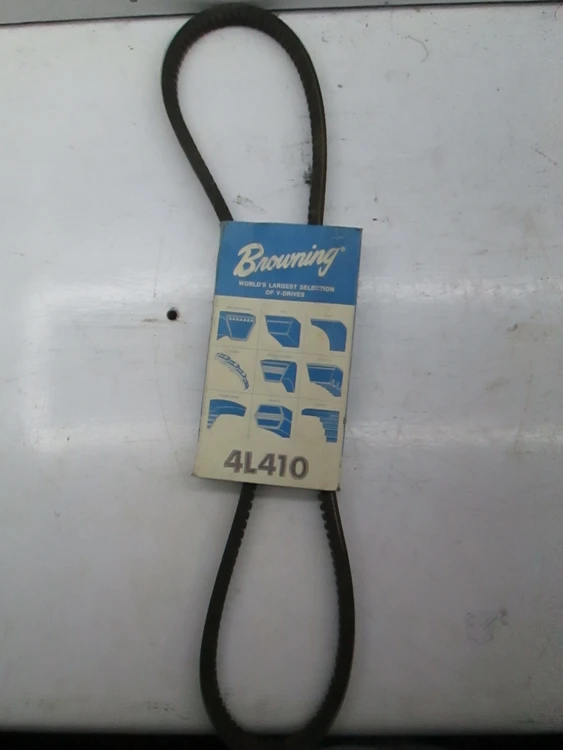 Browning®
WORLD'S LARGEST SELECTION
OF V-DRIVES
4L410